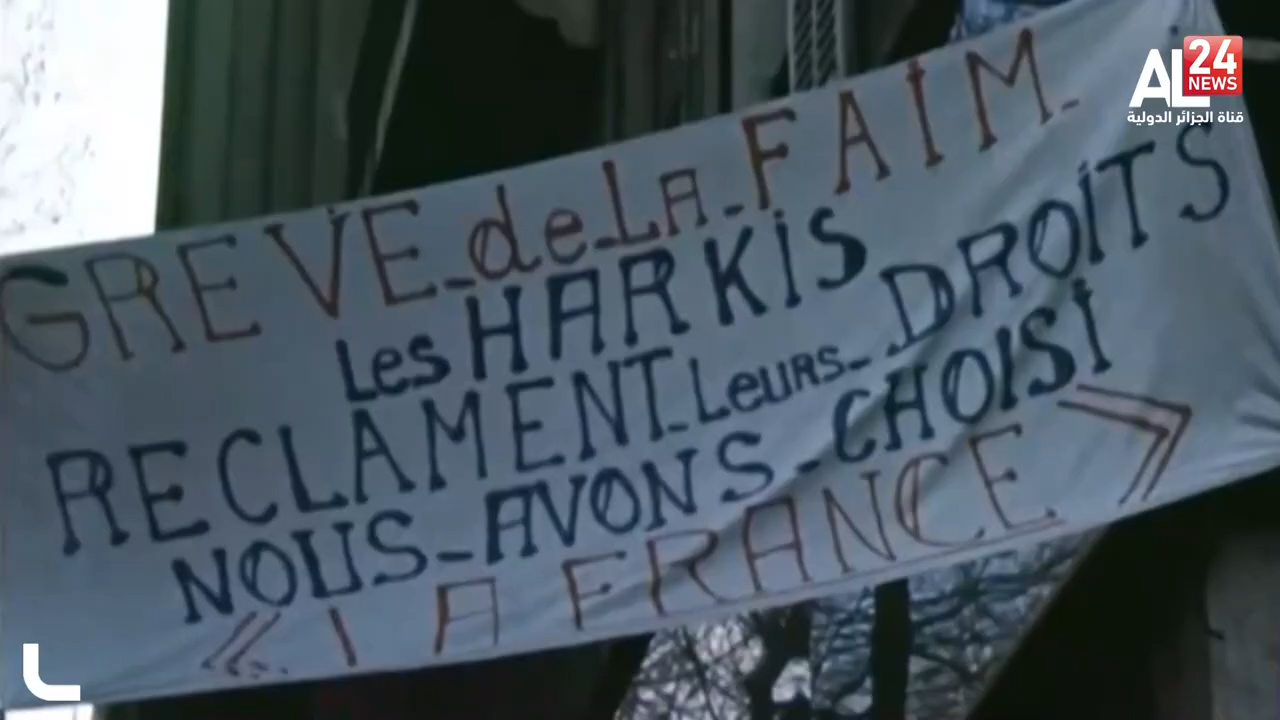 GREVE de LA FAIM
Les HARKIS
RECLAMENT Leurs DROITS
NOUS AVONS CHOISI
« LA FRANCE »
AL 24 NEWS
قناة الجزائر الدولية